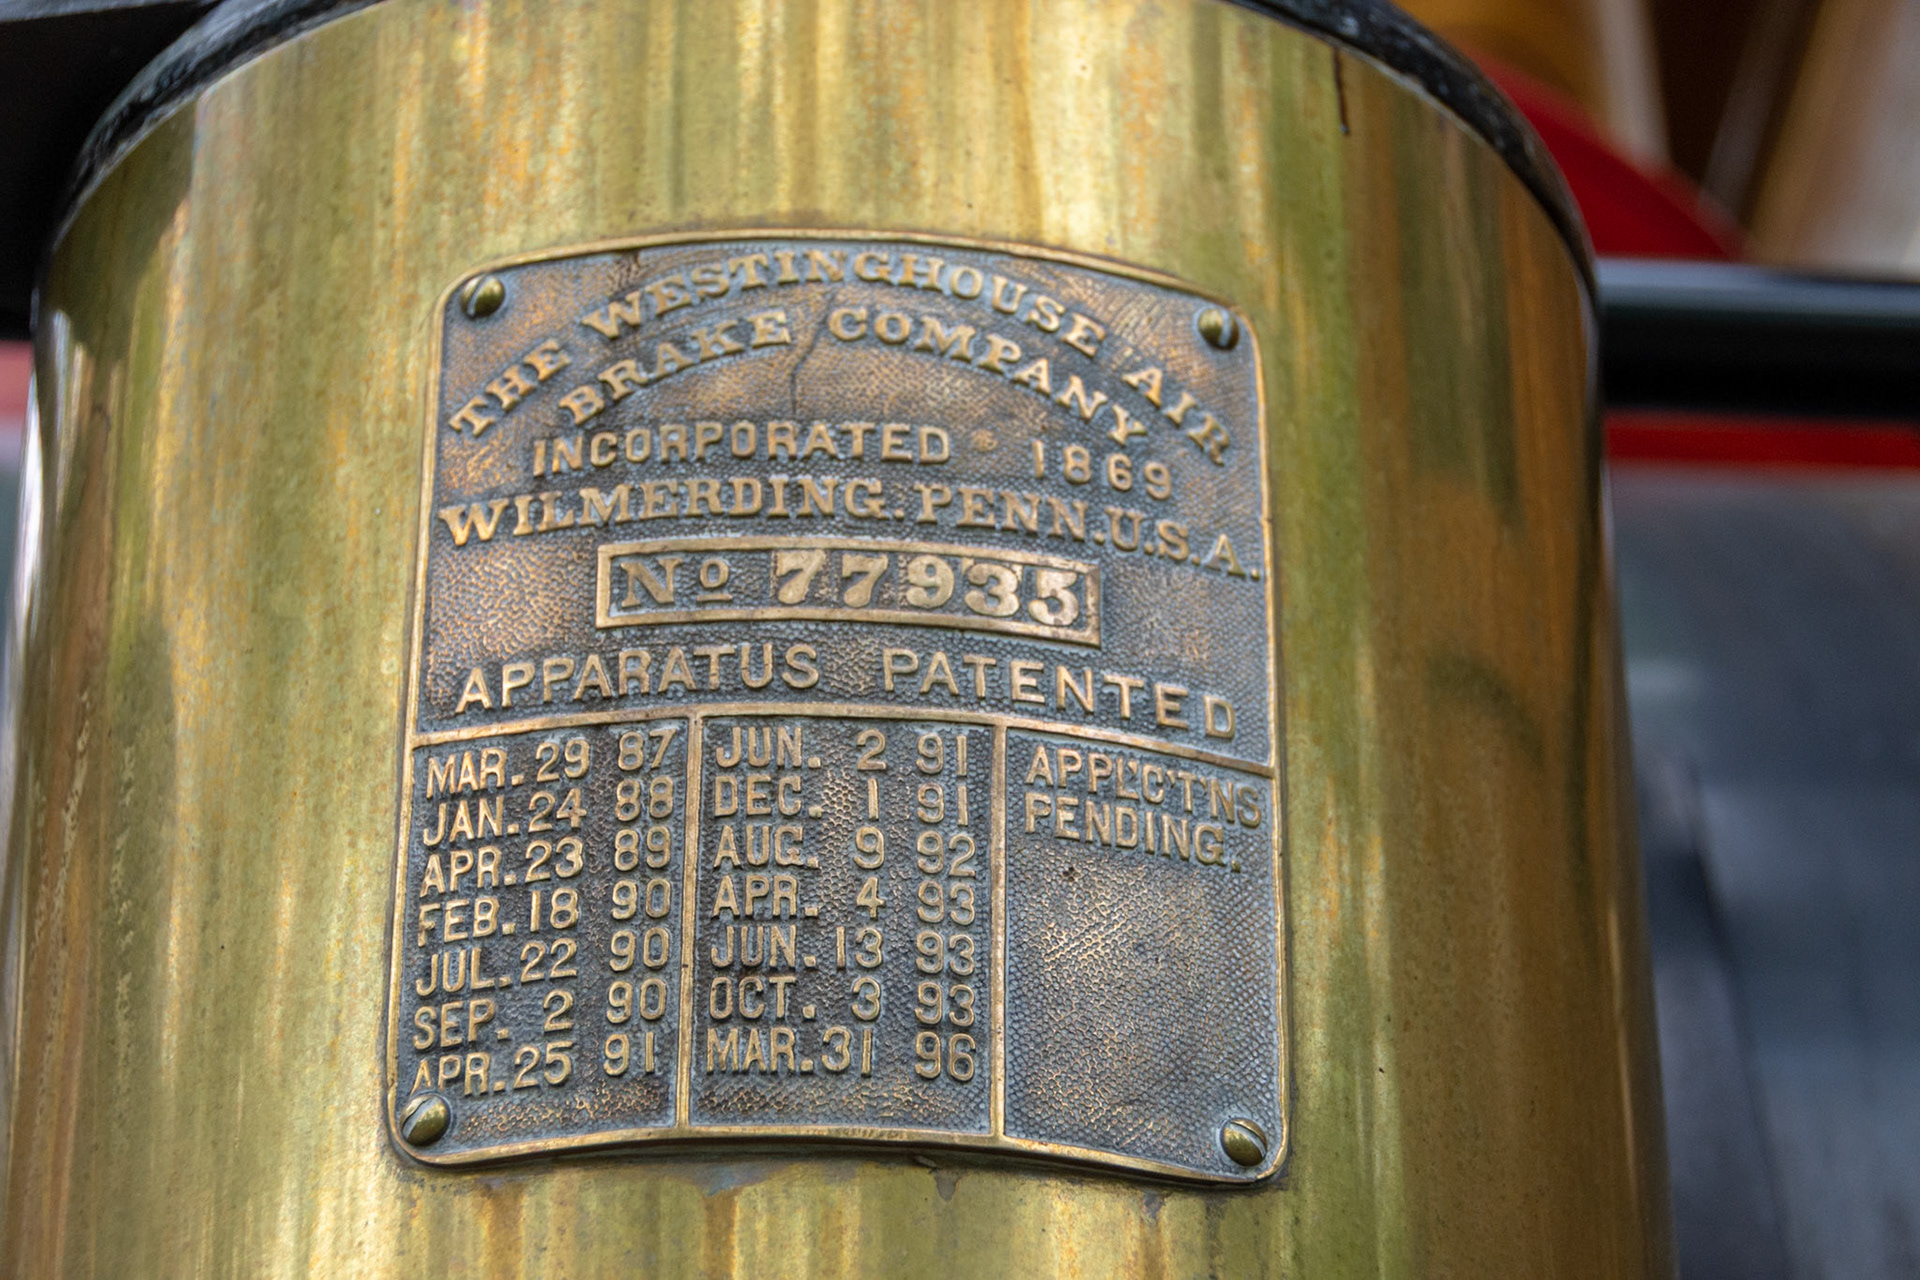 THE WESTINGHOUSE AIR
BRAKE COMPANY
INCORPORATED 1869
WILMERDING. PENN. U.S.A.
No 77935
APPARATUS PATENTED
MAR. 29 87
JAN. 24 88
APR. 23 89
FEB. 18 90
JUL. 22 90
SEP. 2 90
APR. 25 91
JUN. 2 91
DEC. 1 91
AUG. 9 92
APR. 4 93
JUN. 13 93
OCT. 3 93
MAR. 31 96
APPL'C'T'NS
PENDING.